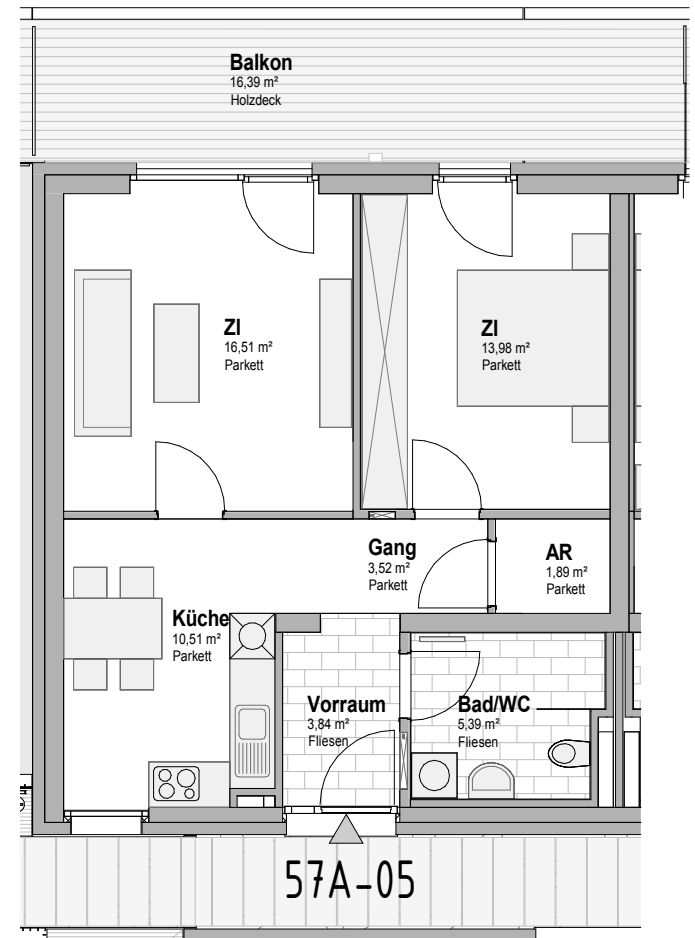 Balkon
16,39 m²
Holzdeck
ZI
16,51 m²
Parkett
ZI
13,98 m²
Parkett
Gang
3,52 m²
Parkett
AR
1,89 m²
Parkett
Küche
10,51 m²
Parkett
Vorraum
3,84 m²
Fliesen
Bad/WC
5,39 m²
Fliesen
57A-05